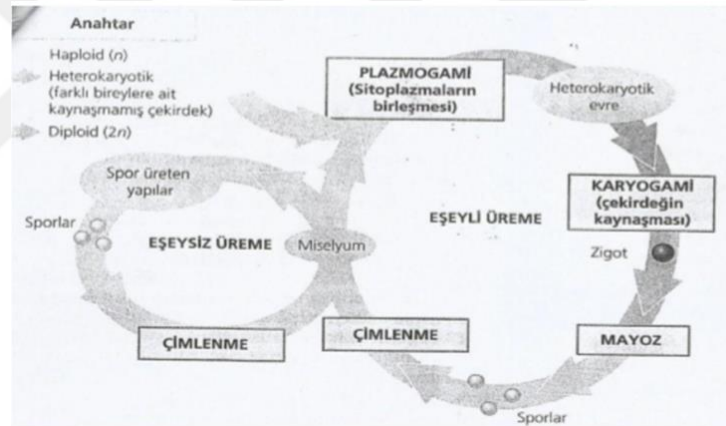 Anahtar
Haploid (n)
Heterokaryotik
(farklı bireylere ait
kaynaşmamış çekirdek)
Diploid (2n)
PLAZMOGAMİ
(Sitoplazmaların
birleşmesi)
Heterokaryotik
evre
Spor üreten
yapılar
KARYOGAMİ
(çekirdeğin
kaynaşması)
Sporlar
EŞEYSİZ ÜREME
Miselyum
EŞEYLİ ÜREME
Zigot
ÇİMLENME
ÇİMLENME
MAYOZ
Sporlar